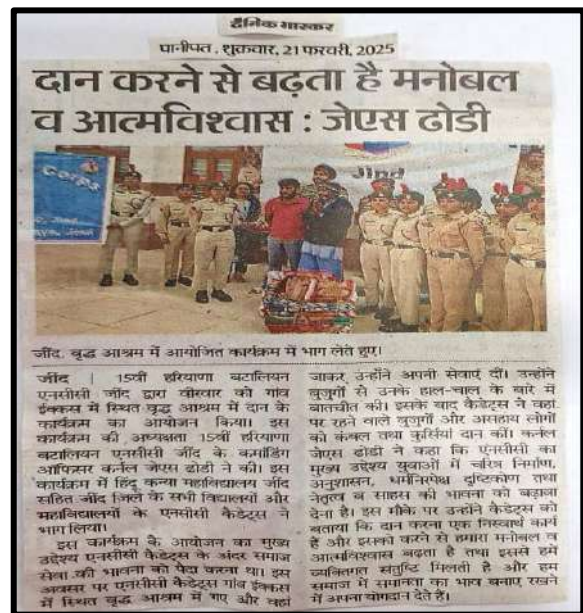 दैनिक भास्कर
पानीपत, शुक्रवार, 21 फरवरी, 2025
दान करने से बढ़ता है मनोबल
व आत्मविश्वास : जेएस ढोडी
Jind
जींद. वृद्ध आश्रम में आयोजित कार्यक्रम में भाग लेते हुए।
जींद | 15वीं हरियाणा बटालियन
एनसीसी जींद द्वारा वीरवार को गांव
ईक्कस में स्थित वृद्ध आश्रम में दान के
कार्यक्रम का आयोजन किया। इस
कार्यक्रम की अध्यक्षता 15वीं हरियाणा
बटालियन एनसीसी जींद के कमांडिंग
ऑफिसर कर्नल जेएस ढोडी ने की। इस
कार्यक्रम में हिंदू कन्या महाविद्यालय जींद
सहित जींद जिले के सभी विद्यालयों और
महाविद्यालयों के एनसीसी कैडेट्स ने
भाग लिया।
इस कार्यक्रम के आयोजन का मुख्य
उद्देश्य एनसीसी कैडेट्स के अंदर समाज
सेवा की भावना को पैदा करना था। इस
अवसर पर एनसीसी कैडेट्स गांव ईक्कस
में स्थित वृद्ध आश्रम में गए और वहां
जाकर उन्होंने अपनी सेवाएं दीं। उन्होंने
बुजुर्गों से उनके हाल-चाल के बारे में
बातचीत की। इसके बाद कैडेट्स ने वहां
पर रहने वाले बुजुर्गों और असहाय लोगों
को कंबल तथा कुर्सियां दान कीं। कर्नल
जेएस ढोडी ने कहा कि एनसीसी का
मुख्य उद्देश्य युवाओं में चरित्र निर्माण,
अनुशासन, धर्मनिरपेक्ष दृष्टिकोण तथा
नेतृत्व व साहस की भावना को बढ़ावा
देना है। इस मौके पर उन्होंने कैडेट्स को
बताया कि दान करना एक निस्वार्थ कार्य
है और इसको करने से हमारा मनोबल व
आत्मविश्वास बढ़ता है तथा इससे हमें
व्यक्तिगत संतुष्टि मिलती है और हम
समाज में समानता का भाव बनाए रखने
में अपना योगदान देते हैं।